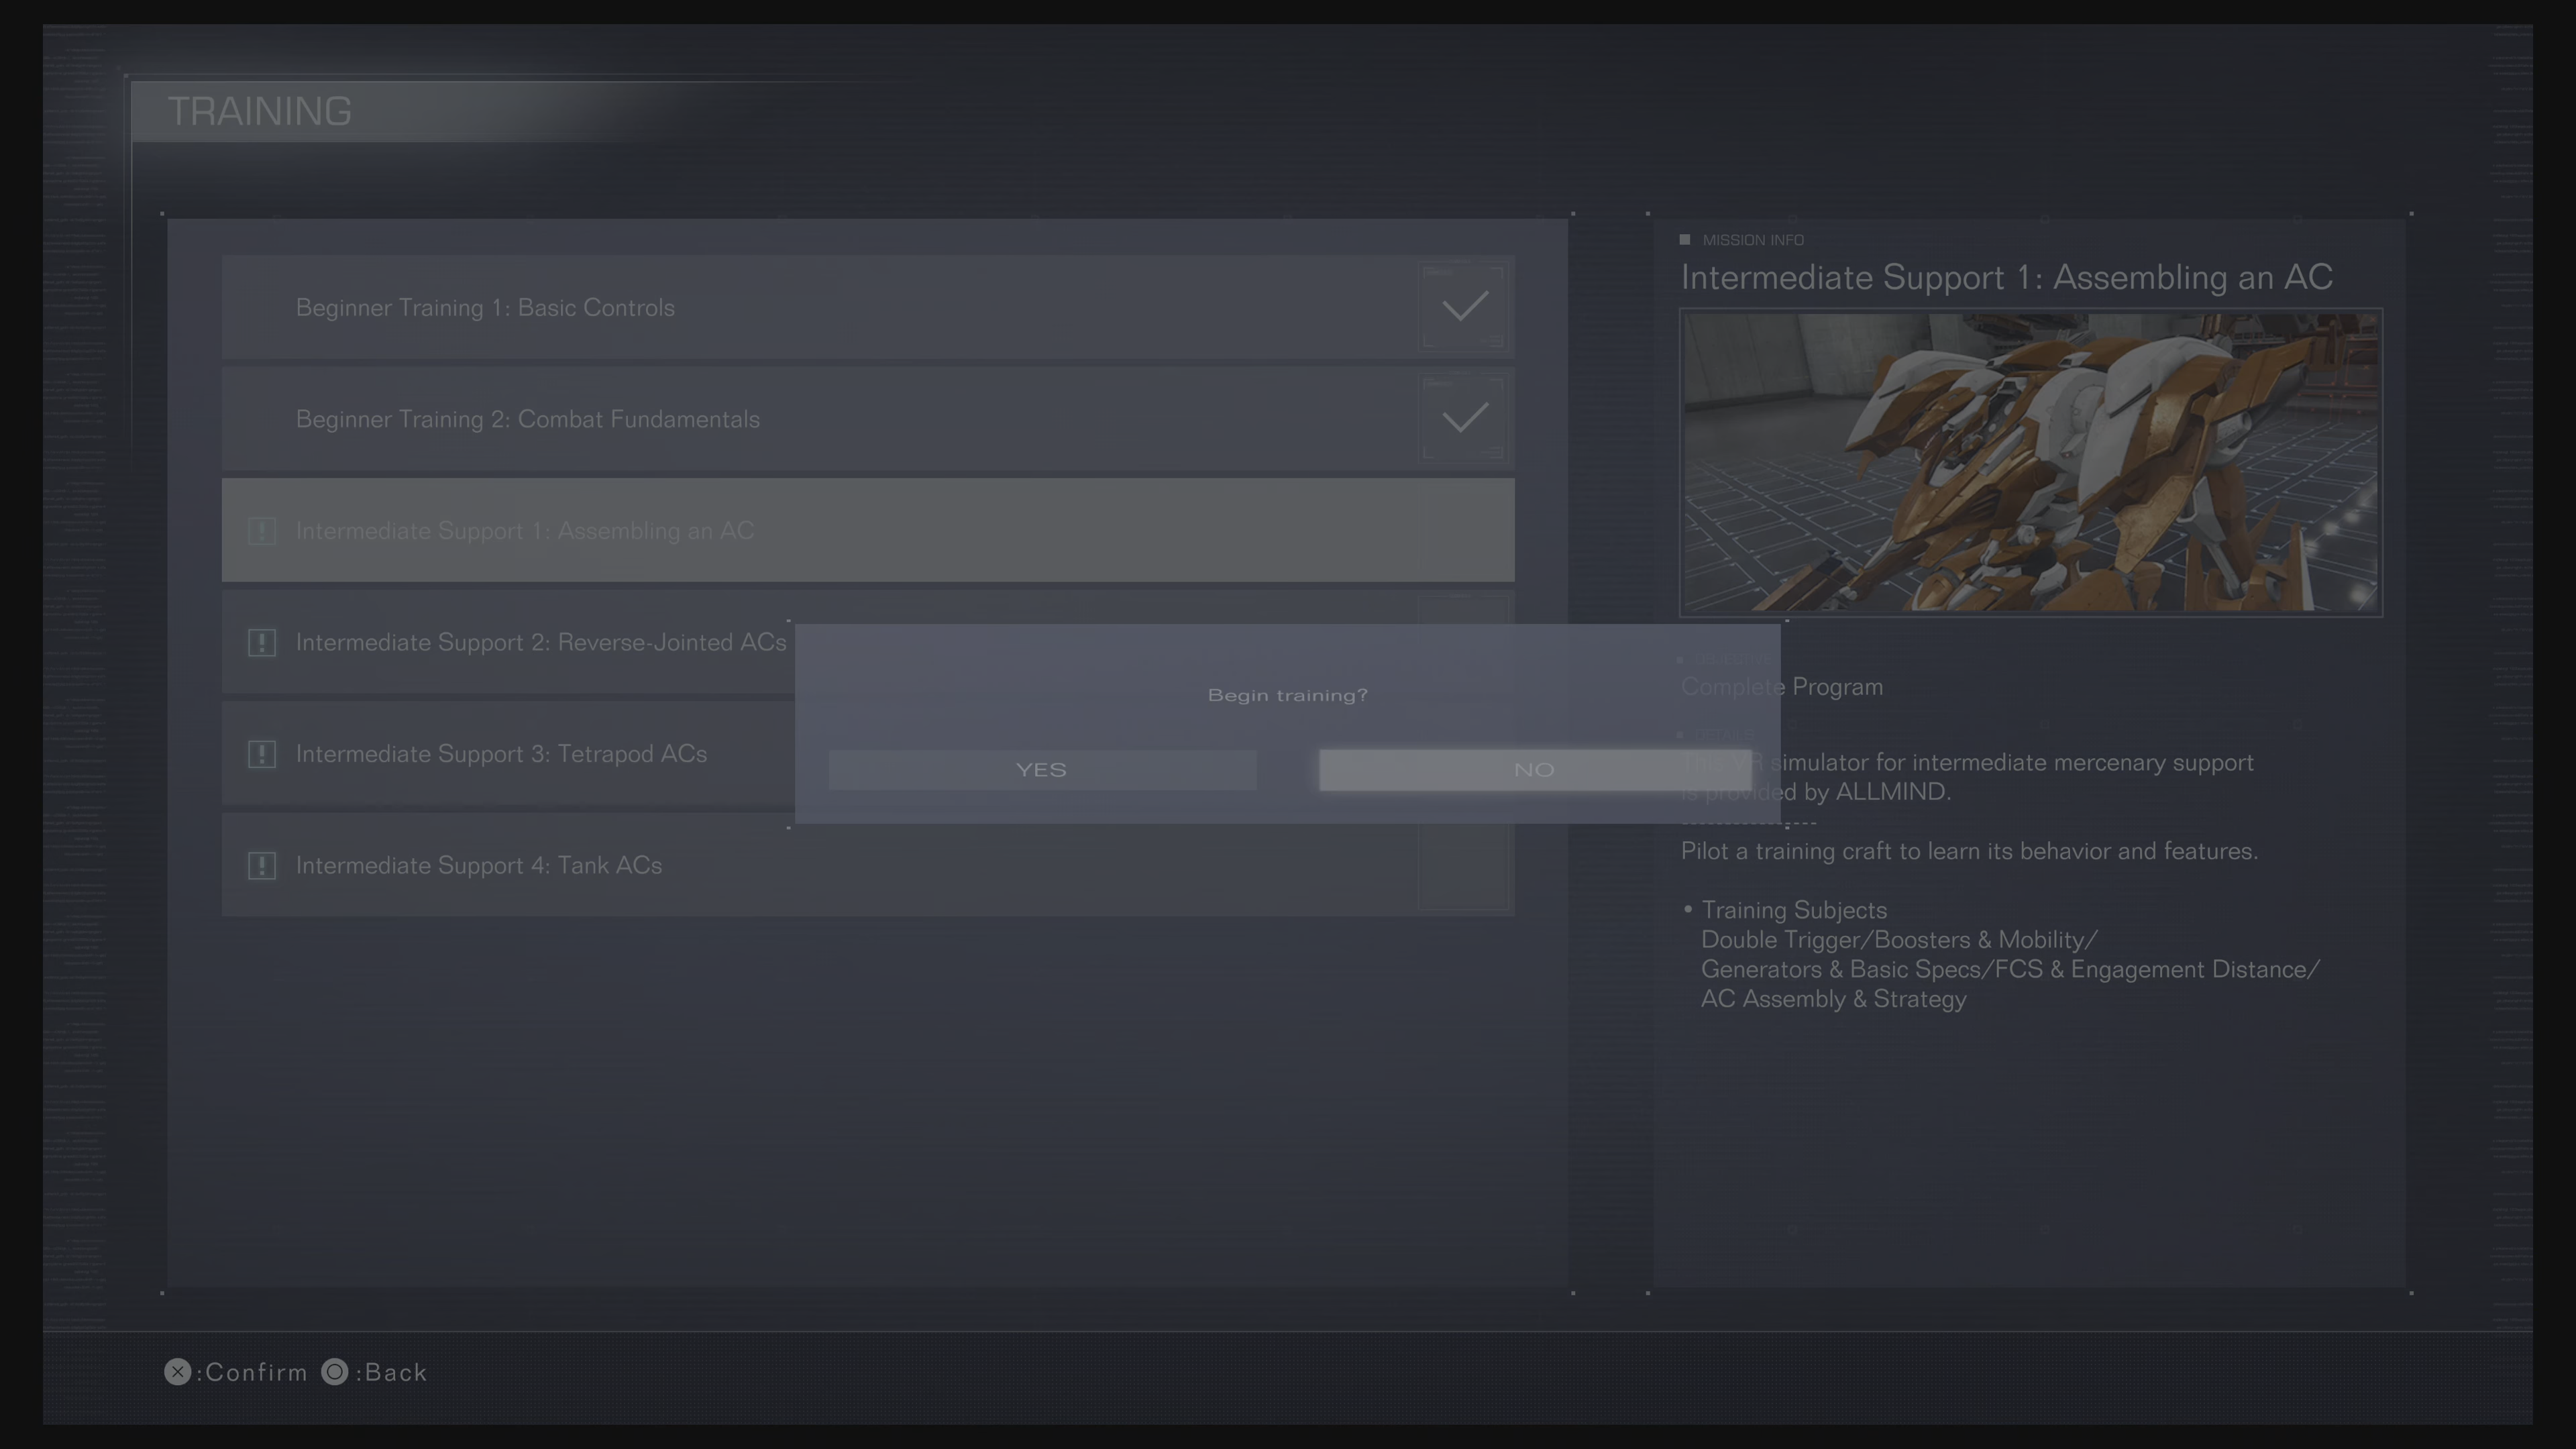 TRAINING
Beginner Training 1: Basic Controls
Beginner Training 2: Combat Fundamentals
Intermediate Support 1: Assembling an AC
Intermediate Support 2: Reverse-Jointed ACs
Intermediate Support 3: Tetrapod ACs
Intermediate Support 4: Tank ACs
Begin training?
YES
NO
MISSION INFO
Intermediate Support 1: Assembling an AC
Complete Program
simulator for intermediate mercenary support
is provided by ALLMIND.
Pilot a training craft to learn its behavior and features.
• Training Subjects
Double Trigger/Boosters & Mobility/
Generators & Basic Specs/FCS & Engagement Distance/
AC Assembly & Strategy
:Confirm :Back